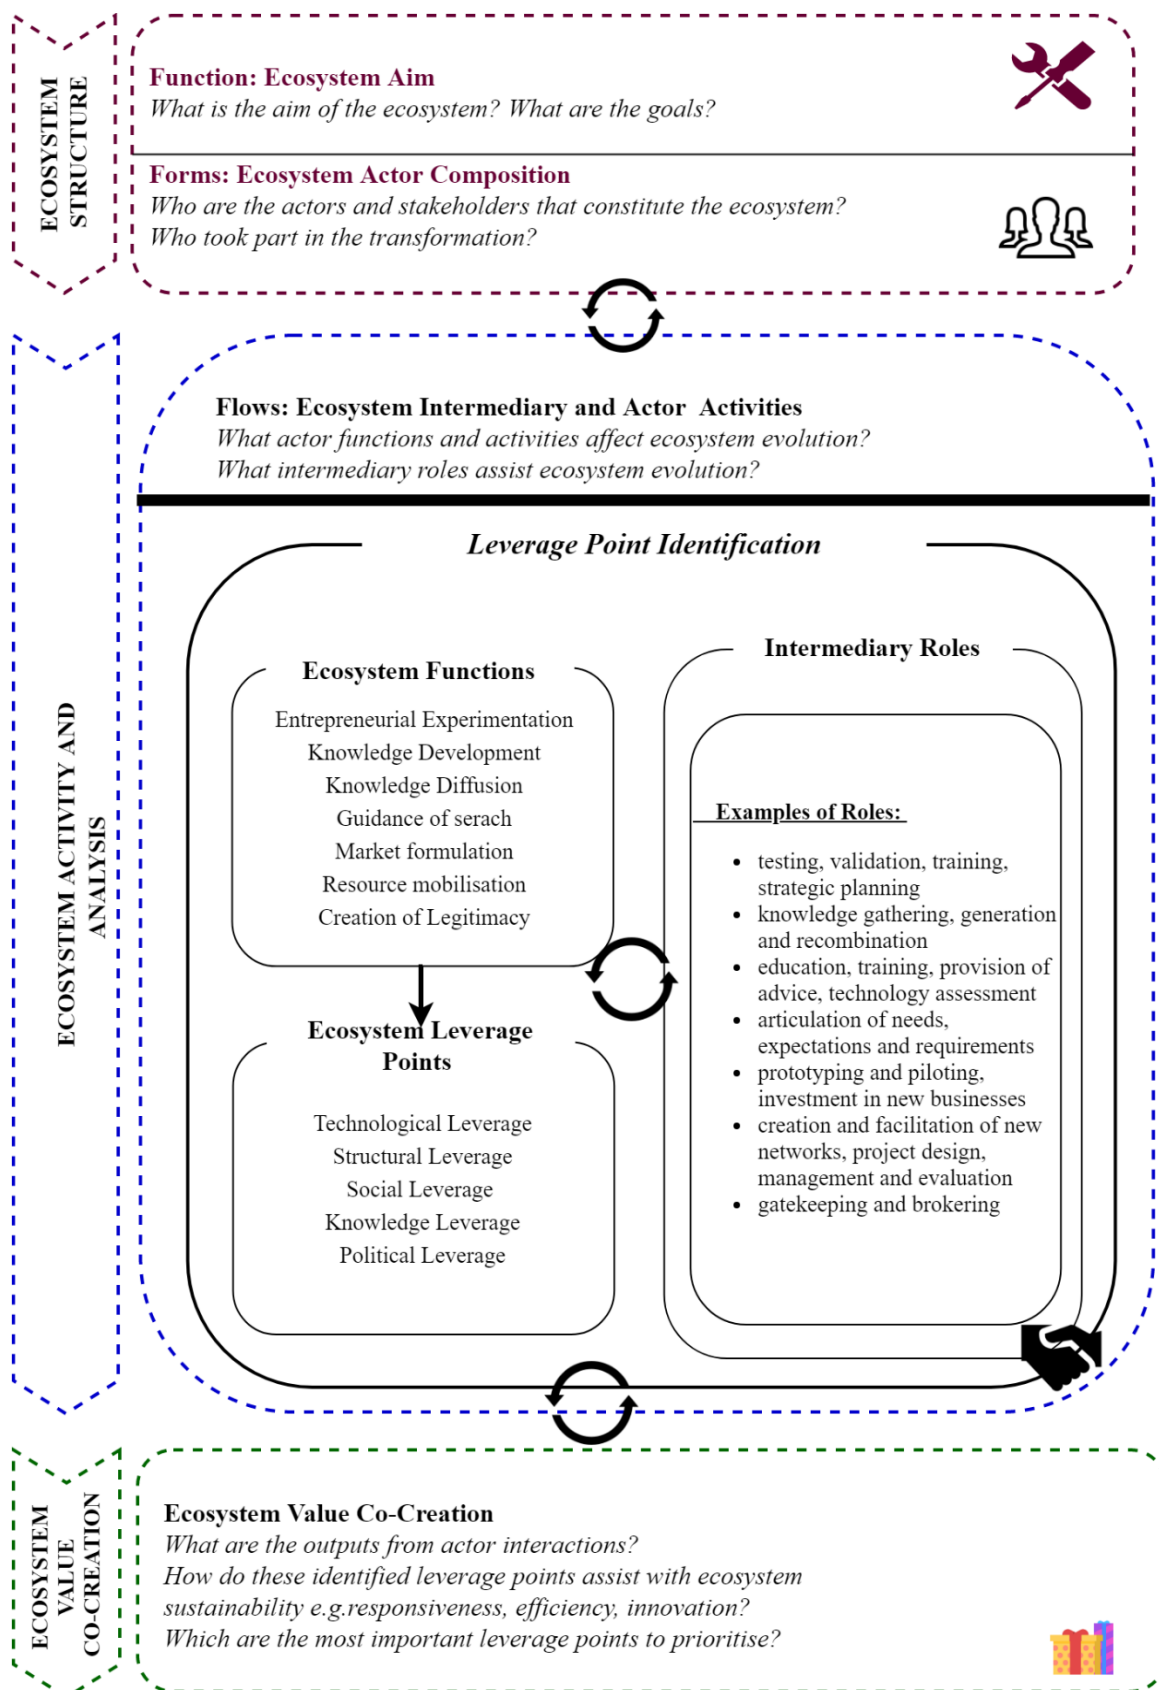 ECOSYSTEM
STRUCTURE
Function: Ecosystem Aim
What is the aim of the ecosystem? What are the goals?
Forms: Ecosystem Actor Composition
Who are the actors and stakeholders that constitute the ecosystem?
Who took part in the transformation?
ECOSYSTEM ACTIVITY AND
ANALYSIS
Flows: Ecosystem Intermediary and Actor Activities
What actor functions and activities affect ecosystem evolution?
What intermediary roles assist ecosystem evolution?
Leverage Point Identification
Ecosystem Functions
Entrepreneurial Experimentation
Knowledge Development
Knowledge Diffusion
Guidance of serach
Market formulation
Resource mobilisation
Creation of Legitimacy
Ecosystem Leverage
Points
Technological Leverage
Structural Leverage
Social Leverage
Knowledge Leverage
Political Leverage
Intermediary Roles
Examples of Roles:
• testing, validation, training,
strategic planning
• knowledge gathering, generation
and recombination
• education, training, provision of
advice, technology assessment
• articulation of needs,
expectations and requirements
• prototyping and piloting,
investment in new businesses
• creation and facilitation of new
networks, project design,
management and evaluation
• gatekeeping and brokering
ECOSYSTEM
VALUE
CO-CREATION
Ecosystem Value Co-Creation
What are the outputs from actor interactions?
How do these identified leverage points assist with ecosystem
sustainability e.g.responsiveness, efficiency, innovation?
Which are the most important leverage points to prioritise?